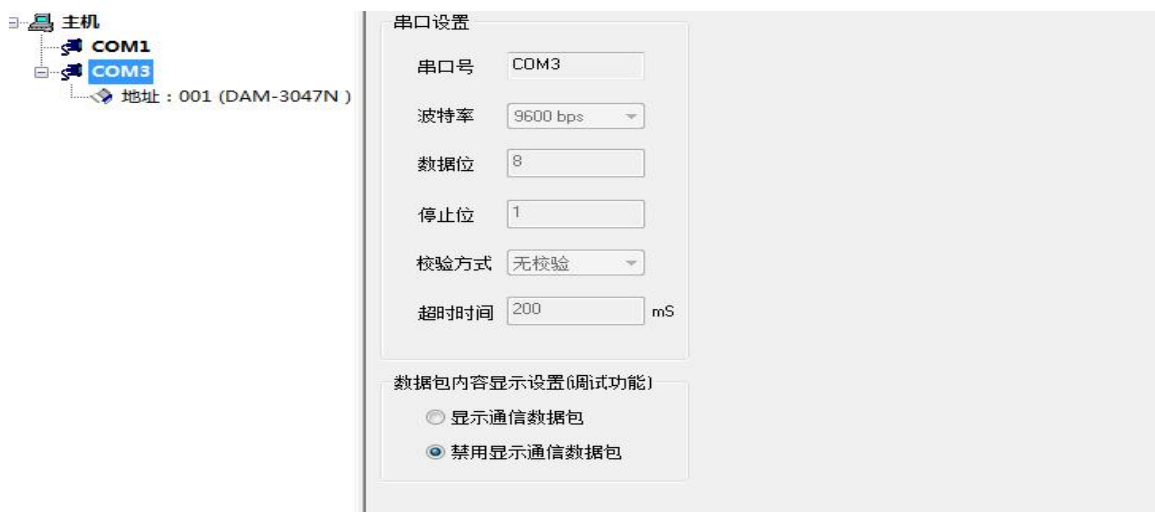 主机
COM1
COM3
地址：001 (DAM-3047N )
串口设置
串口号 COM3
波特率 9600 bps
数据位 8
停止位 1
校验方式 无校验
超时时间 200 mS
数据包内容显示设置(调试功能)
显示通信数据包
禁用显示通信数据包